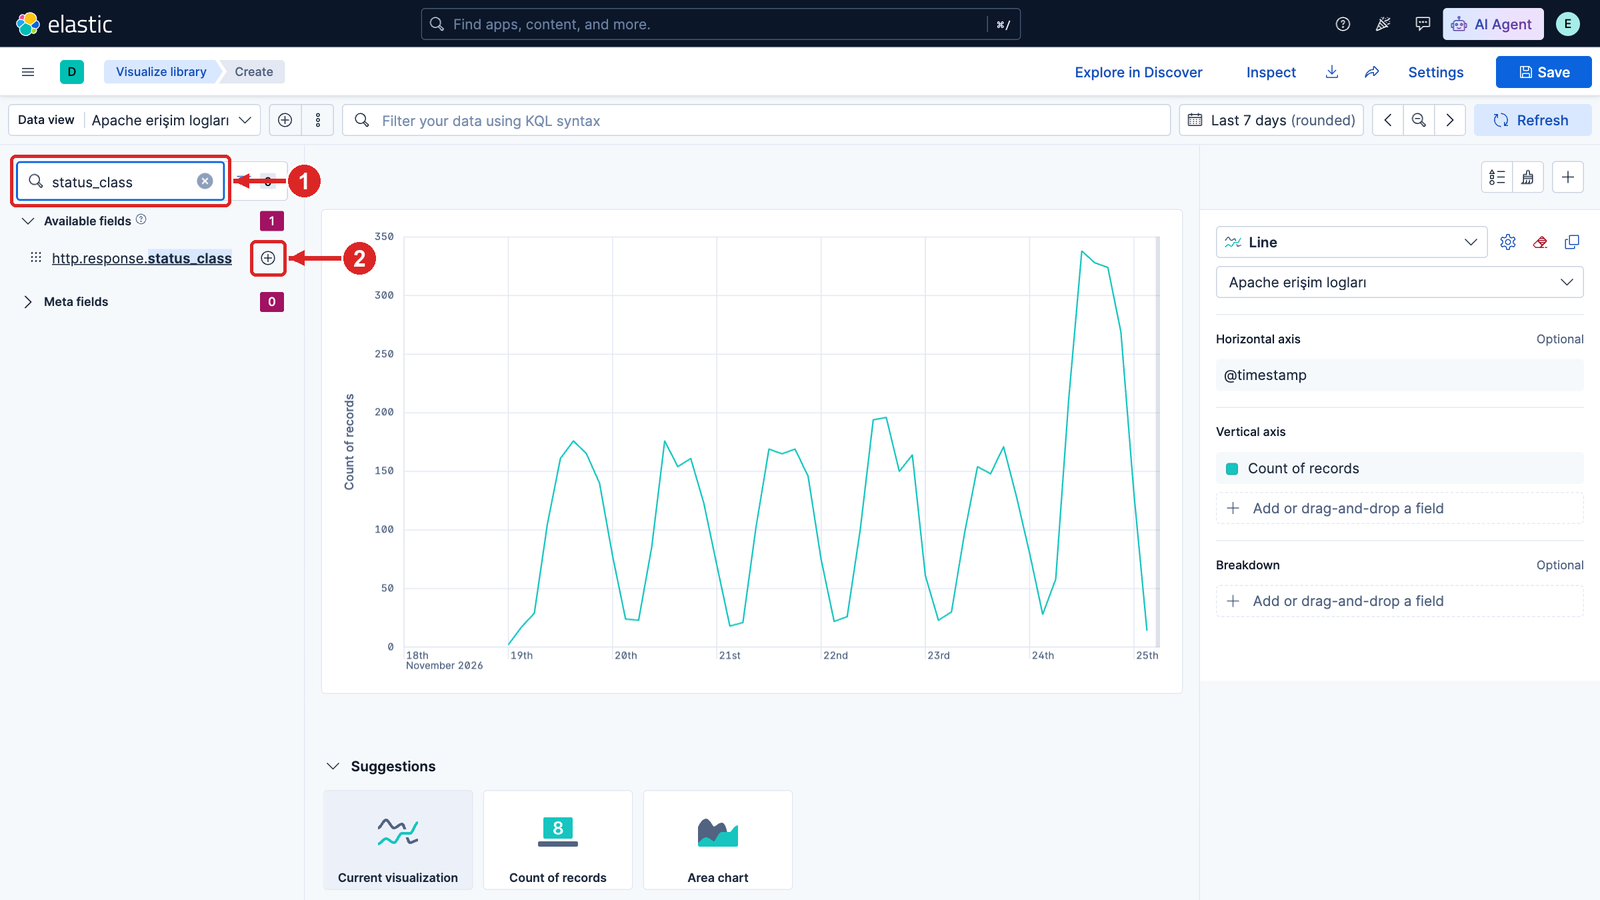 elastic
Find apps, content, and more.
⌘/
AI Agent
E
D
Visualize library
Create
Explore in Discover
Inspect
Settings
Save
Data view
Apache erişim logları
Filter your data using KQL syntax
Last 7 days (rounded)
Refresh
status_class
1
Available fields
1
http.response.status_class
2
Meta fields
0
Count of records
350
300
250
200
150
100
50
0
18th
November 2026
19th
20th
21st
22nd
23rd
24th
25th
Suggestions
Current visualization
8
Count of records
Area chart
Line
Apache erişim logları
Horizontal axis
Optional
@timestamp
Vertical axis
Count of records
Add or drag-and-drop a field
Breakdown
Optional
Add or drag-and-drop a field